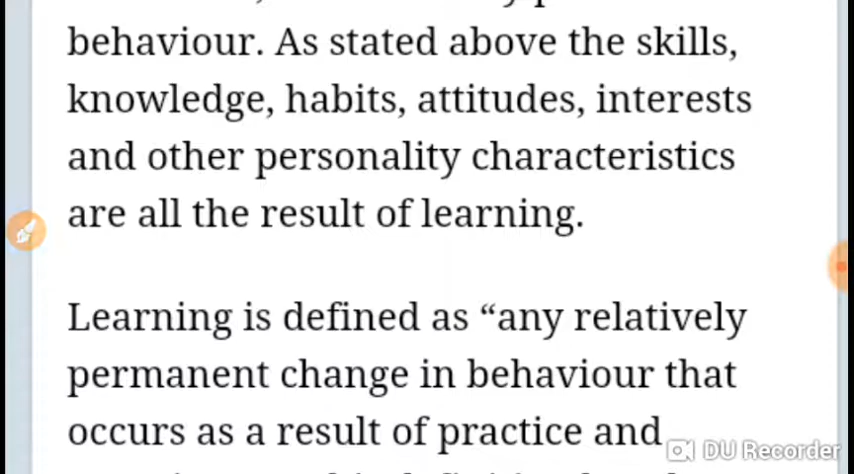 behaviour. As stated above the skills,
knowledge, habits, attitudes, interests
and other personality characteristics
are all the result of learning.
Learning is defined as “any relatively
permanent change in behaviour that
occurs as a result of practice and
DU Recorder